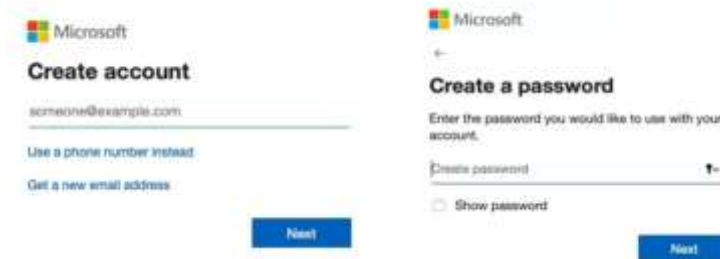 Microsoft
Create account
someone@example.com
Use a phone number instead
Get a new email address
Next
Microsoft
←
Create a password
Enter the password you would like to use with your
account.
Create password
Show password
Next